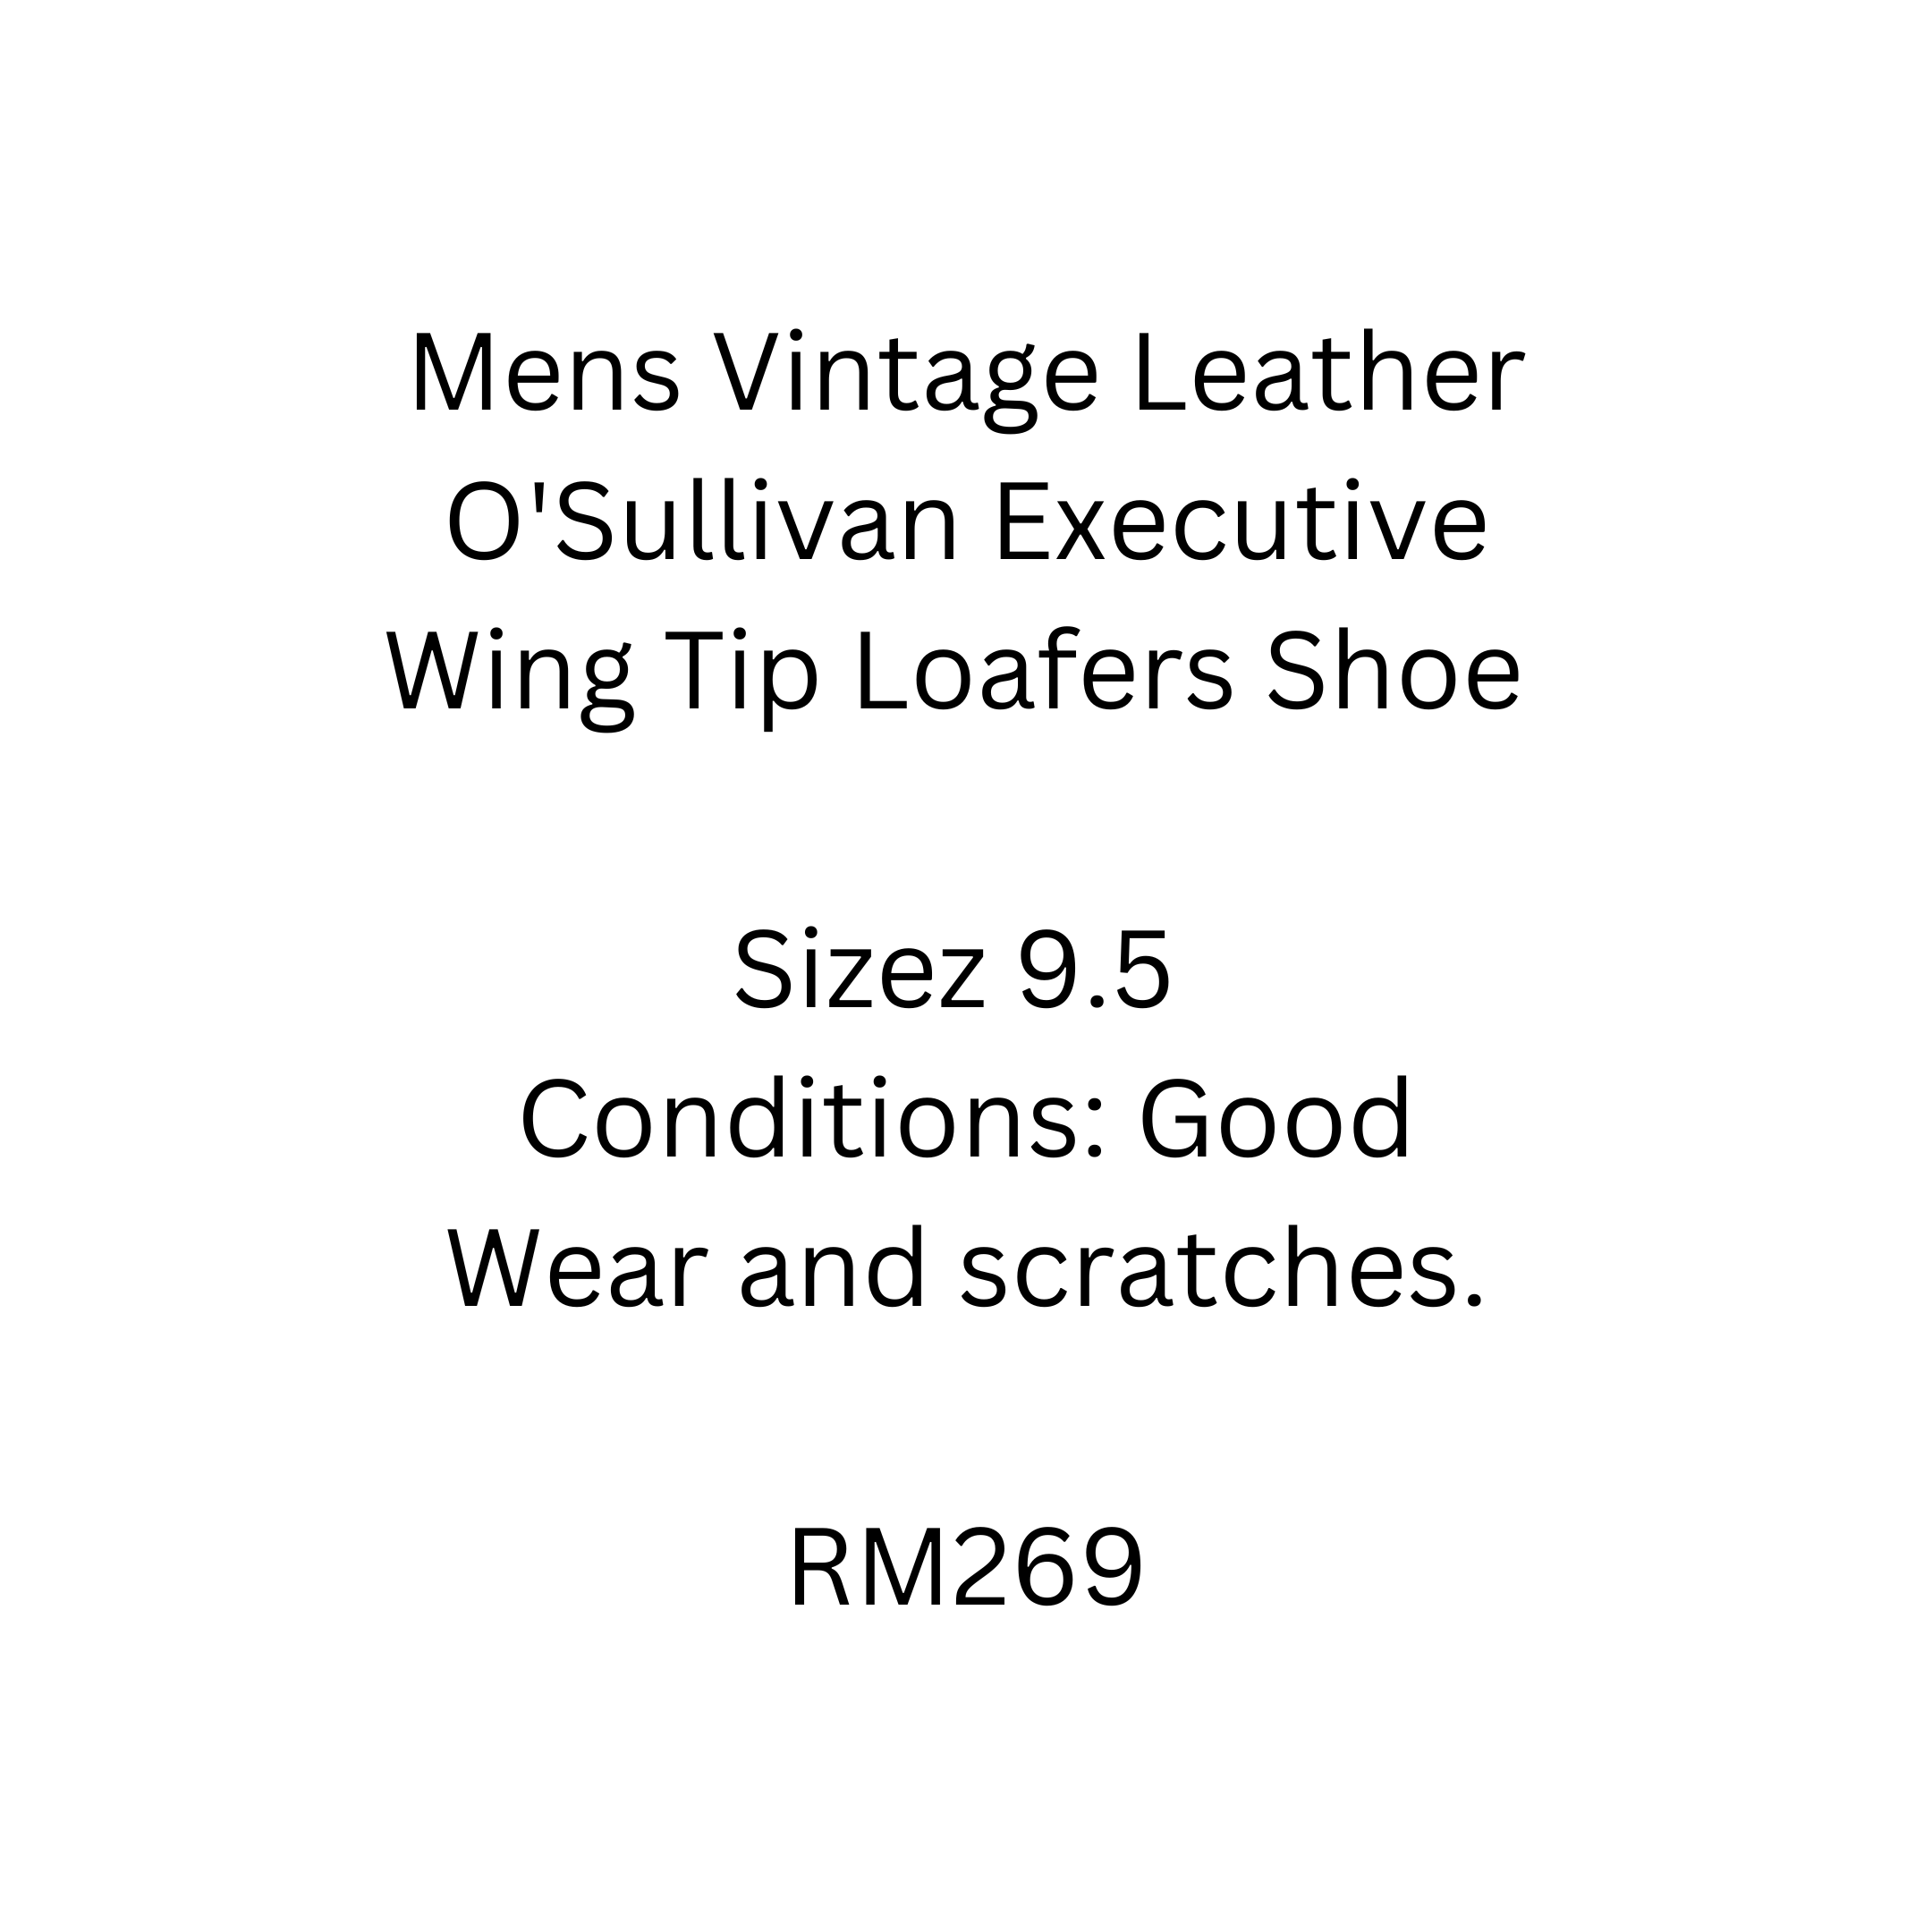 Mens Vintage Leather
O'Sullivan Executive
Wing Tip Loafers Shoe
Sizez 9.5
Conditions: Good
Wear and scratches.
RM269